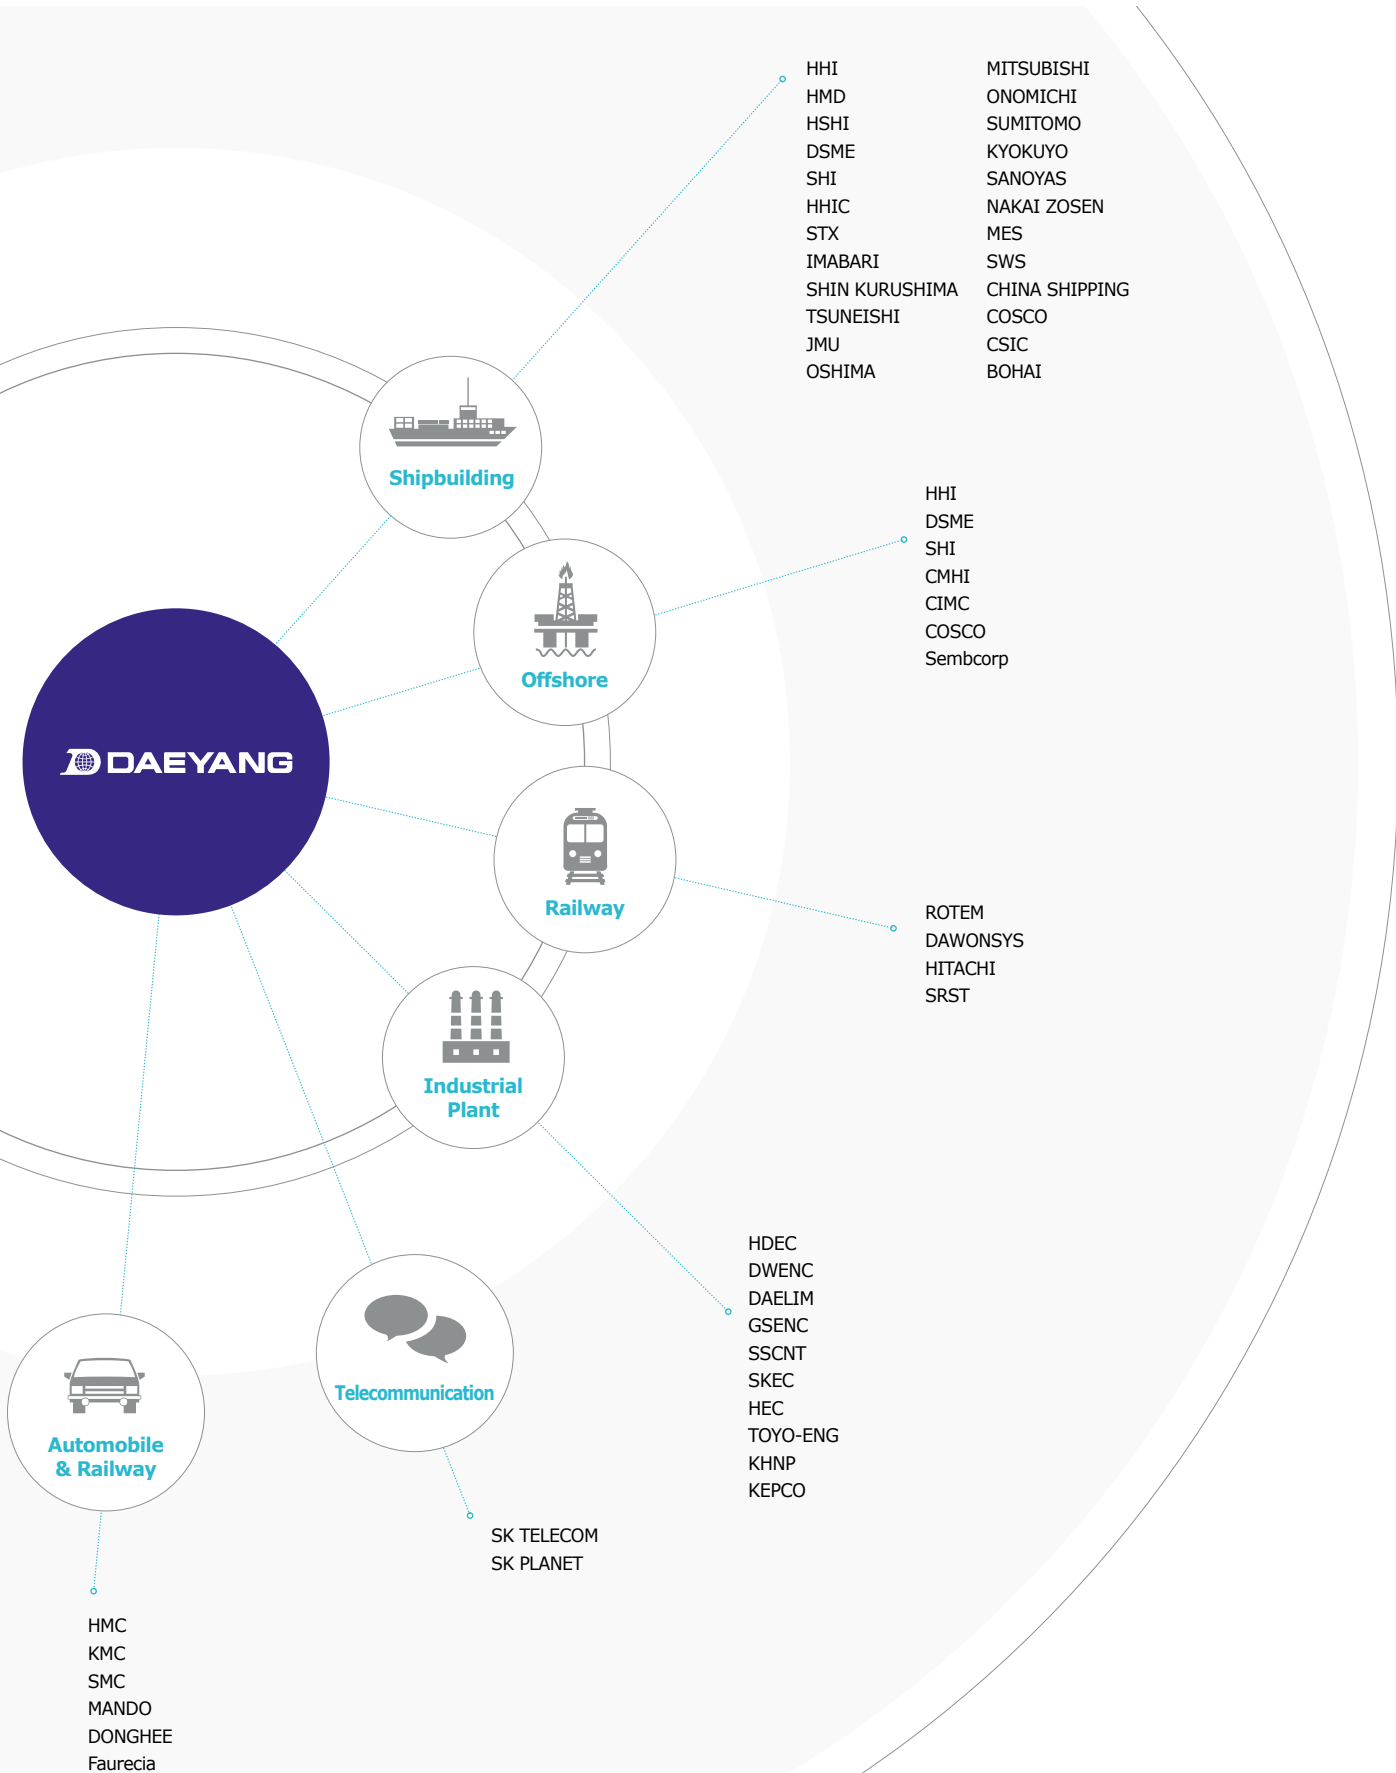 HHI
HMD
HSHI
DSME
SHI
HHIC
STX
IMABARI
SHIN KURUSHIMA
TSUNEISHI
JMU
OSHIMA
MITSUBISHI
ONOMICHI
SUMITOMO
KYOKUYO
SANOYAS
NAKAI ZOSEN
MES
SWS
CHINA SHIPPING
COSCO
CSIC
BOHAI
Shipbuilding
HHI
DSME
SHI
CMHI
CIMC
COSCO
Sembcorp
Offshore
DAEYANG
Railway
ROTEM
DAWONSYS
HITACHI
SRST
Industrial
Plant
HDEC
DWENC
DAELIM
GSENC
SSCNT
SKEC
HEC
TOYO-ENG
KHNP
KEPCO
Telecommunication
SK TELECOM
SK PLANET
Automobile
& Railway
HMC
KMC
SMC
MANDO
DONGHEE
Faurecia